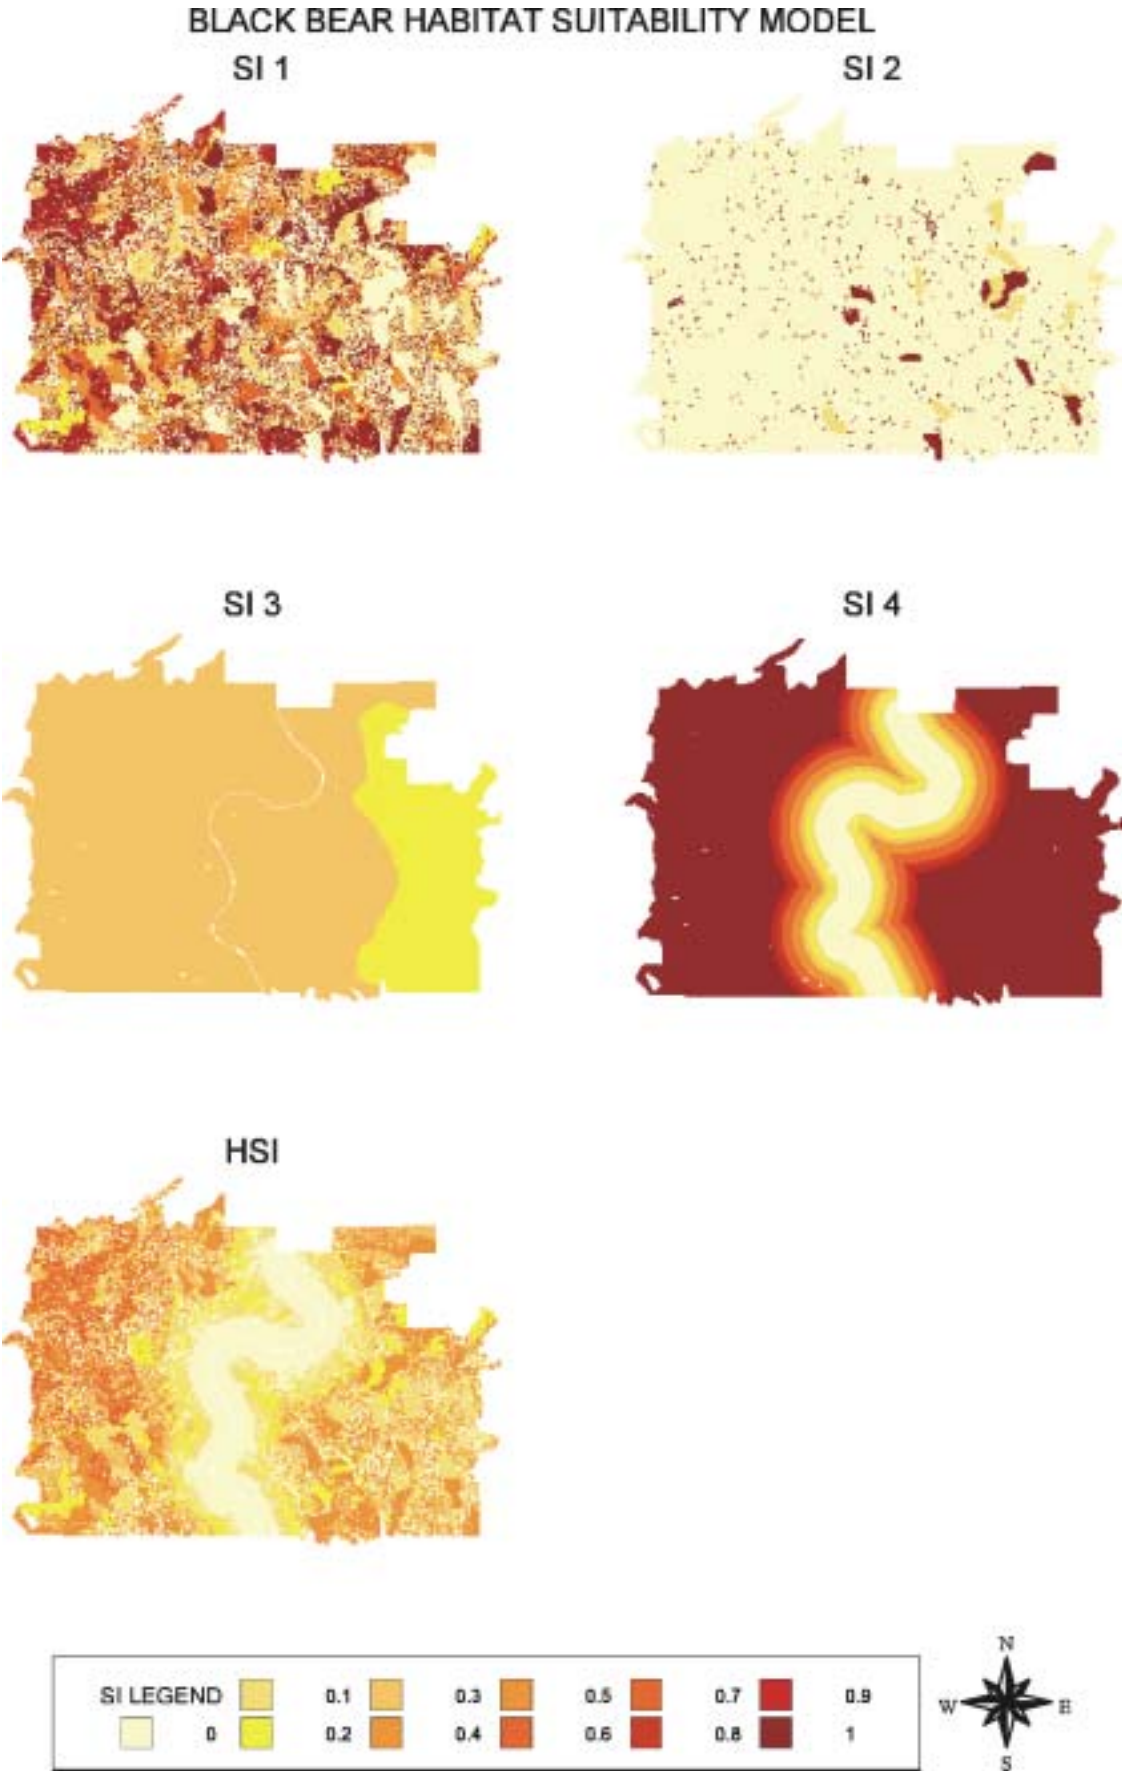 BLACK BEAR HABITAT SUITABILITY MODEL
SI 1
SI 2
SI 3
SI 4
HSI
SI LEGEND 0.1 0.3 0.5 0.7 0.9
0 0.2 0.4 0.6 0.8 1
N
W E
S